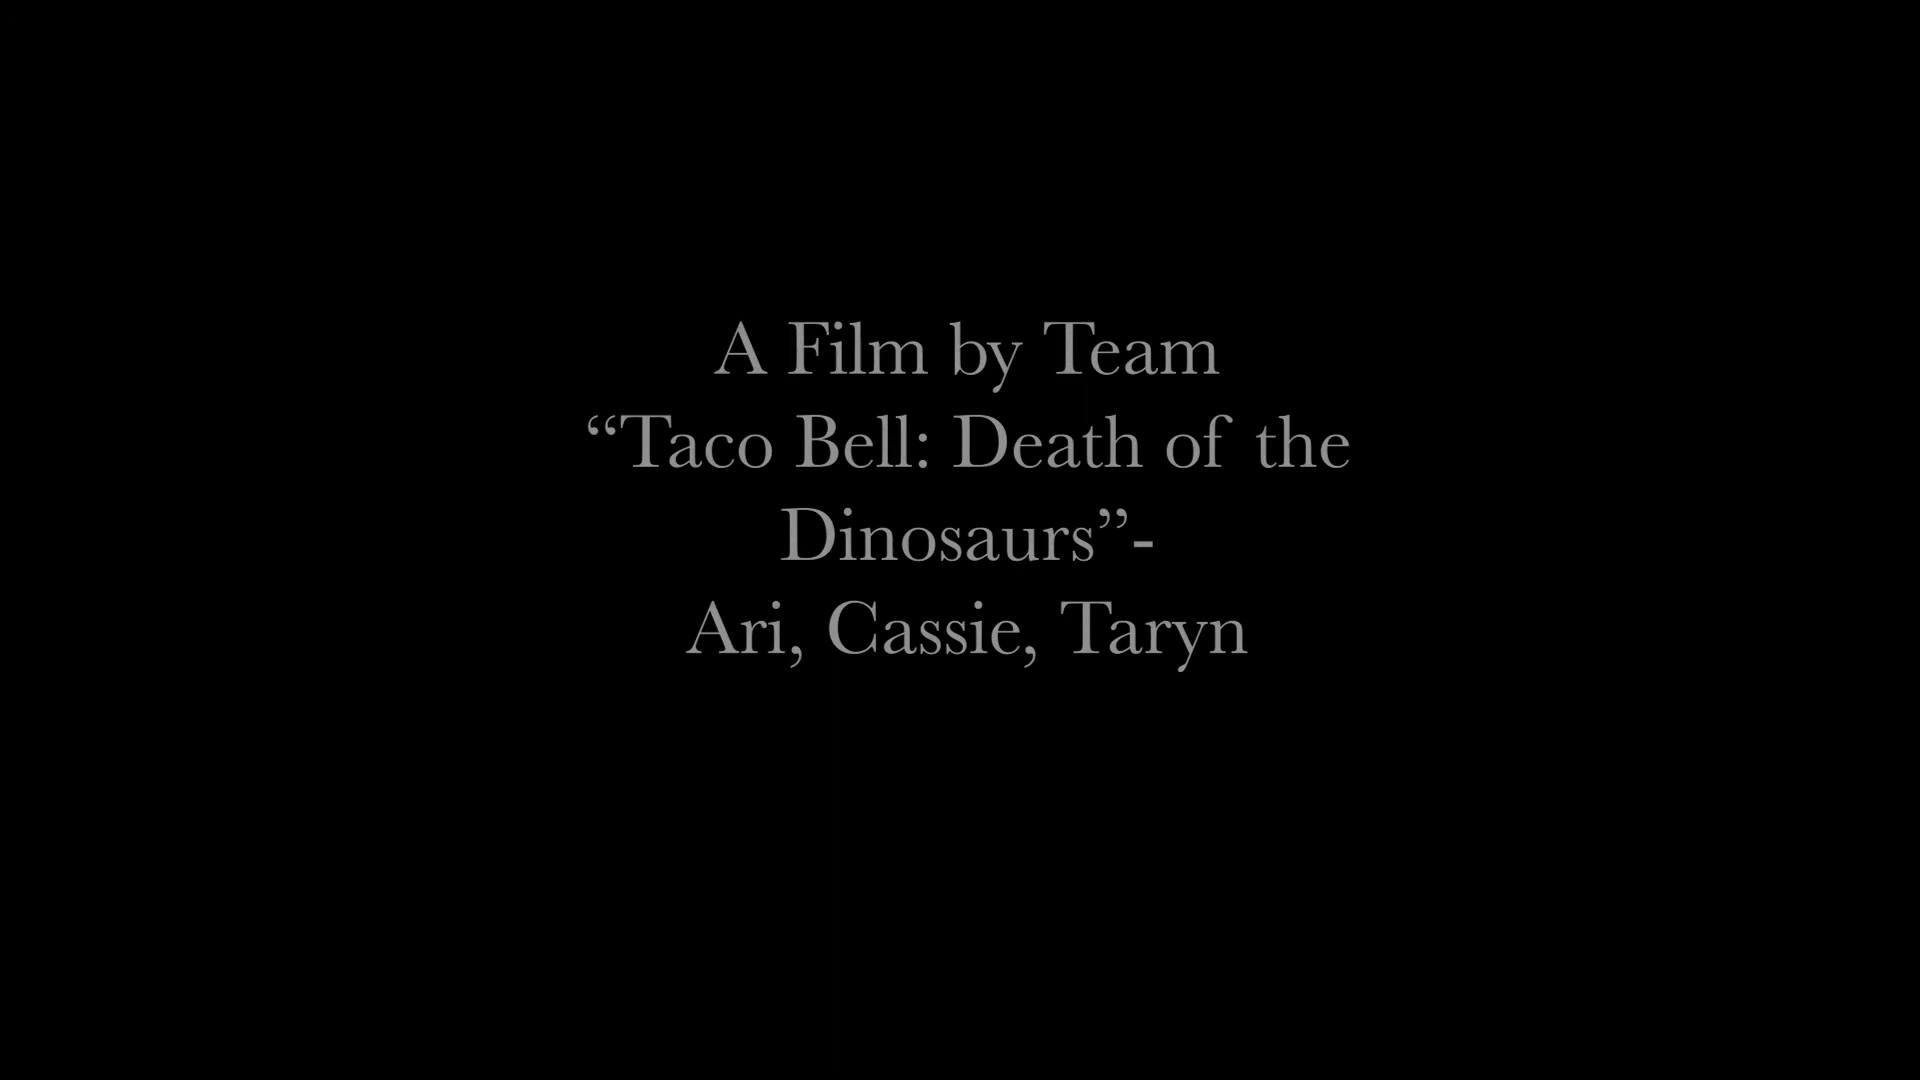 A Film by Team
“Taco Bell: Death of the
Dinosaurs”-
Ari, Cassie, Taryn